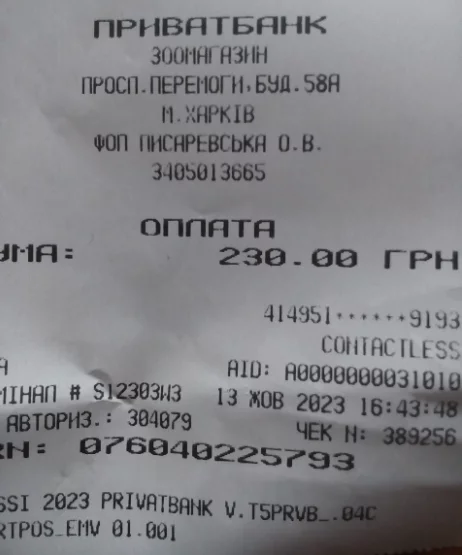 ПРИВАТБАНК
ЗООМАГАЗИН
ПРОСП.ПЕРЕМОГИ,БУД.58А
М.ХАРКІВ
ФОП ПИСАРЕВСЬКА О.В.
3405013665
ОПЛАТА
УМА: 230.00 ГРН
414951******9193
CONTACTLESS
А AID: A0000000031010
МІНАЛ # S12303W3 13 ЖОВ 2023 16:43:48
АВТОРИЗ.: 304079 ЧЕК N: 389256
RN: 076040225793
SSI 2023 PRIVATBANK V.T5PRVB_.04C
RTPOS_EMV 01.001